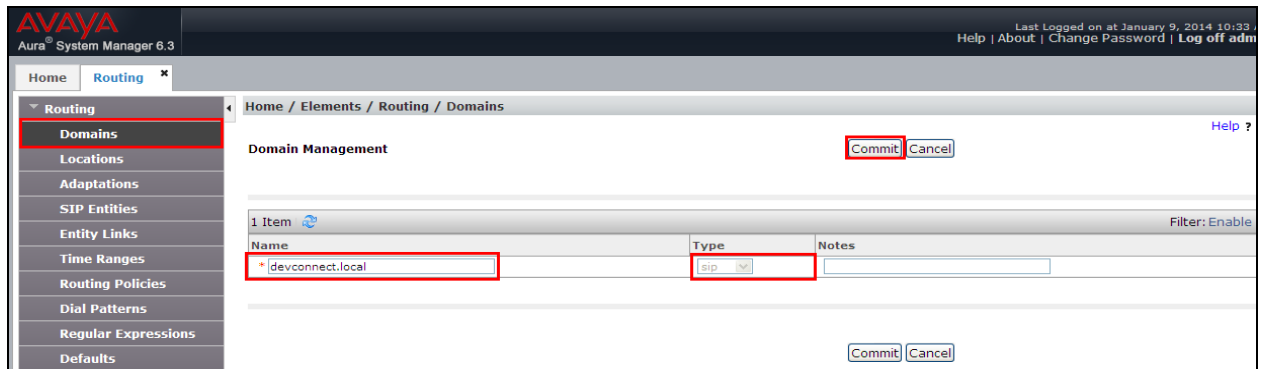 AVAYA
Aura® System Manager 6.3
Last Logged on at January 9, 2014 10:33
Help | About | Change Password | Log off adm
Home Routing ×
Routing
Domains
Locations
Adaptations
SIP Entities
Entity Links
Time Ranges
Routing Policies
Dial Patterns
Regular Expressions
Defaults
Home / Elements / Routing / Domains
Help ?
Domain Management Commit Cancel
1 Item Filter: Enable
Name Type Notes
* devconnect.local sip
Commit Cancel